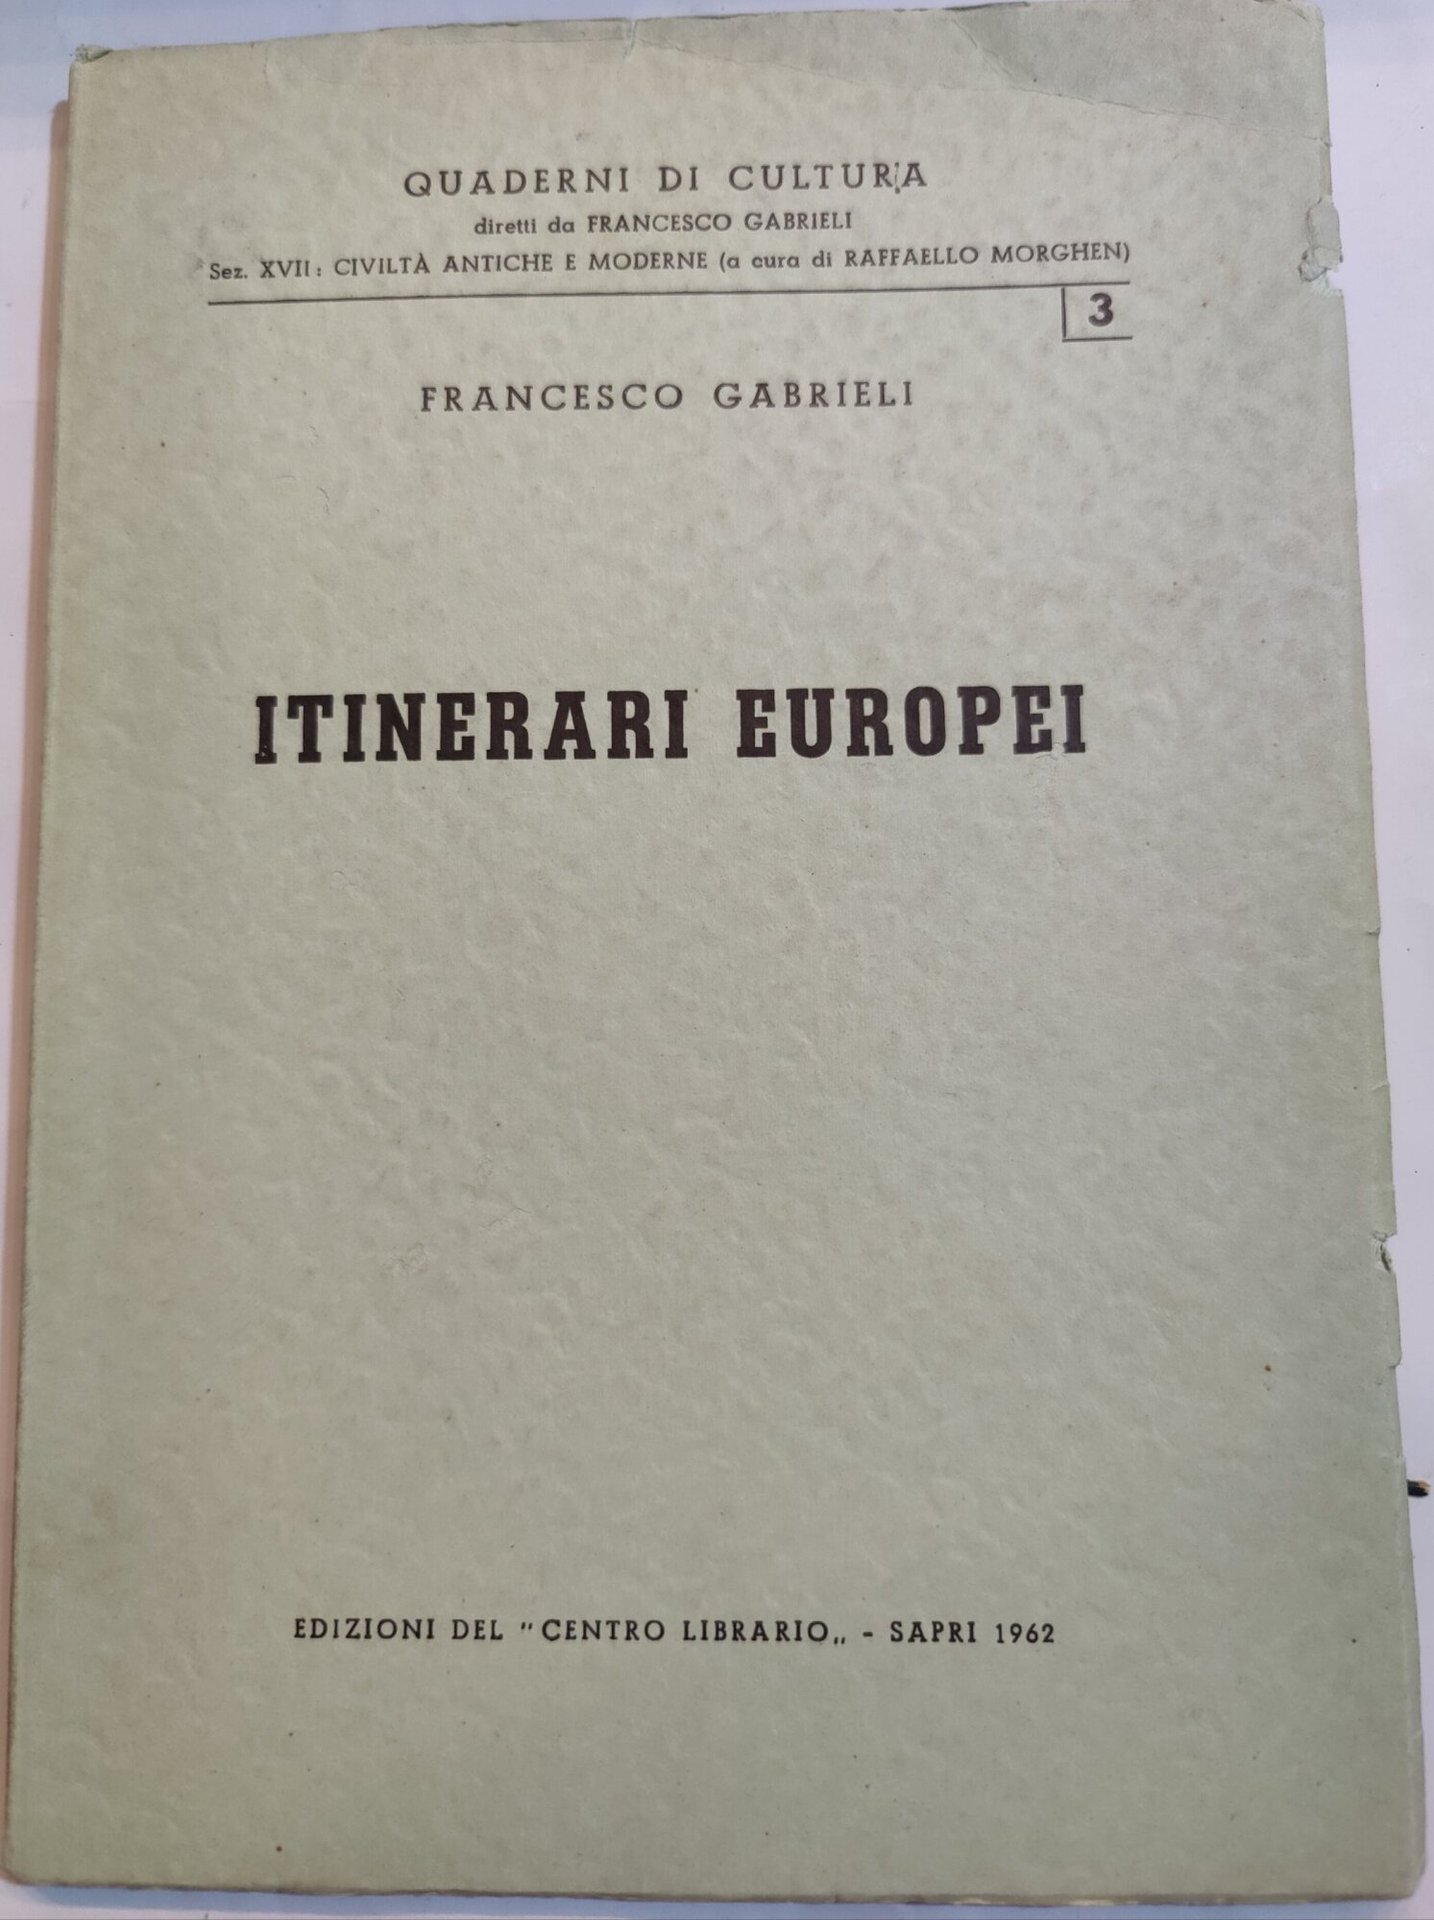 QUADERNI DI CULTURA
diretti da FRANCESCO GABRIELI
Sez. XVII: CIVILTÀ ANTICHE E MODERNE (a cura di RAFFAELLO MORGHEN)
3
FRANCESCO GABRIELI
ITINERARI EUROPEI
EDIZIONI DEL "CENTRO LIBRARIO„ - SAPRI 1962